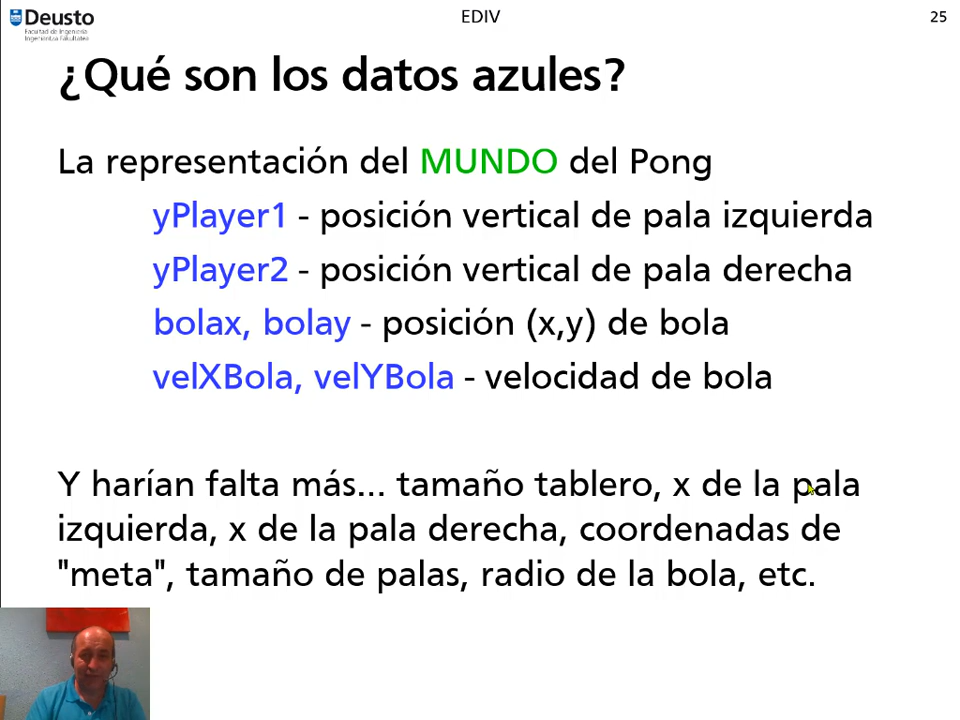 Deusto
Facultad de Ingeniería
Ingeniaritza Fakultatea
EDIV
25
¿Qué son los datos azules?
La representación del MUNDO del Pong
yPlayer1 - posición vertical de pala izquierda
yPlayer2 - posición vertical de pala derecha
bolax, bolay - posición (x,y) de bola
velXBola, velYBola - velocidad de bola
Y harían falta más... tamaño tablero, x de la pala
izquierda, x de la pala derecha, coordenadas de
"meta", tamaño de palas, radio de la bola, etc.